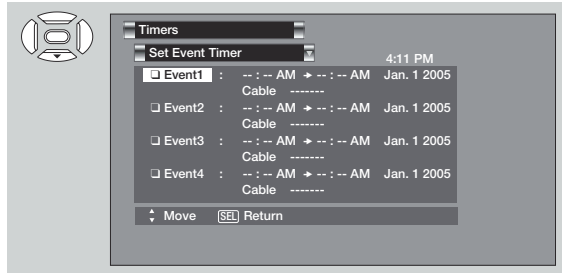 Timers
Set Event Timer
4:11 PM
❑ Event1 : -- : -- AM ➔ -- : -- AM Jan. 1 2005
Cable -------
❑ Event2 : -- : -- AM ➔ -- : -- AM Jan. 1 2005
Cable -------
❑ Event3 : -- : -- AM ➔ -- : -- AM Jan. 1 2005
Cable -------
❑ Event4 : -- : -- AM ➔ -- : -- AM Jan. 1 2005
Cable -------
Move SEL Return